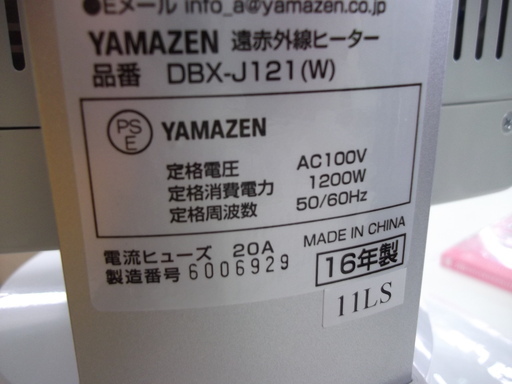 ●Eメール info_a@yamazen.co.jp
YAMAZEN 遠赤外線ヒーター
品番 DBX-J121(W)
PS
E
YAMAZEN
定格電圧 AC100V
定格消費電力 1200W
定格周波数 50/60Hz
電流ヒューズ 20A
MADE IN CHINA
製造番号 6006929
16年製
11LS